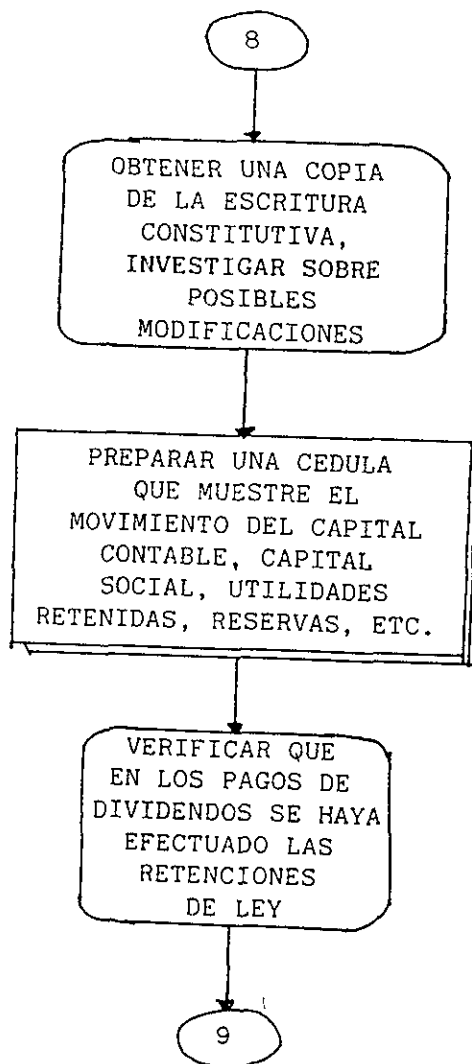 8
OBTENER UNA COPIA
DE LA ESCRITURA
CONSTITUTIVA,
INVESTIGAR SOBRE
POSIBLES
MODIFICACIONES
PREPARAR UNA CEDULA
QUE MUESTRE EL
MOVIMIENTO DEL CAPITAL
CONTABLE, CAPITAL
SOCIAL, UTILIDADES
RETENIDAS, RESERVAS, ETC.
VERIFICAR QUE
EN LOS PAGOS DE
DIVIDENDOS SE HAYA
EFECTUADO LAS
RETENCIONES
DE LEY
9